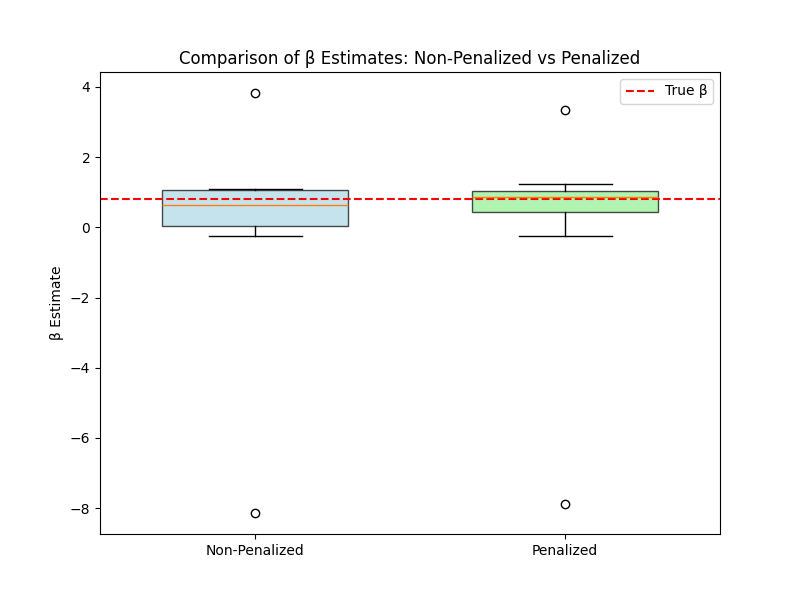 Comparison of β Estimates: Non-Penalized vs Penalized
True β
4
2
0
−2
−4
−6
−8
β Estimate
Non-Penalized
Penalized